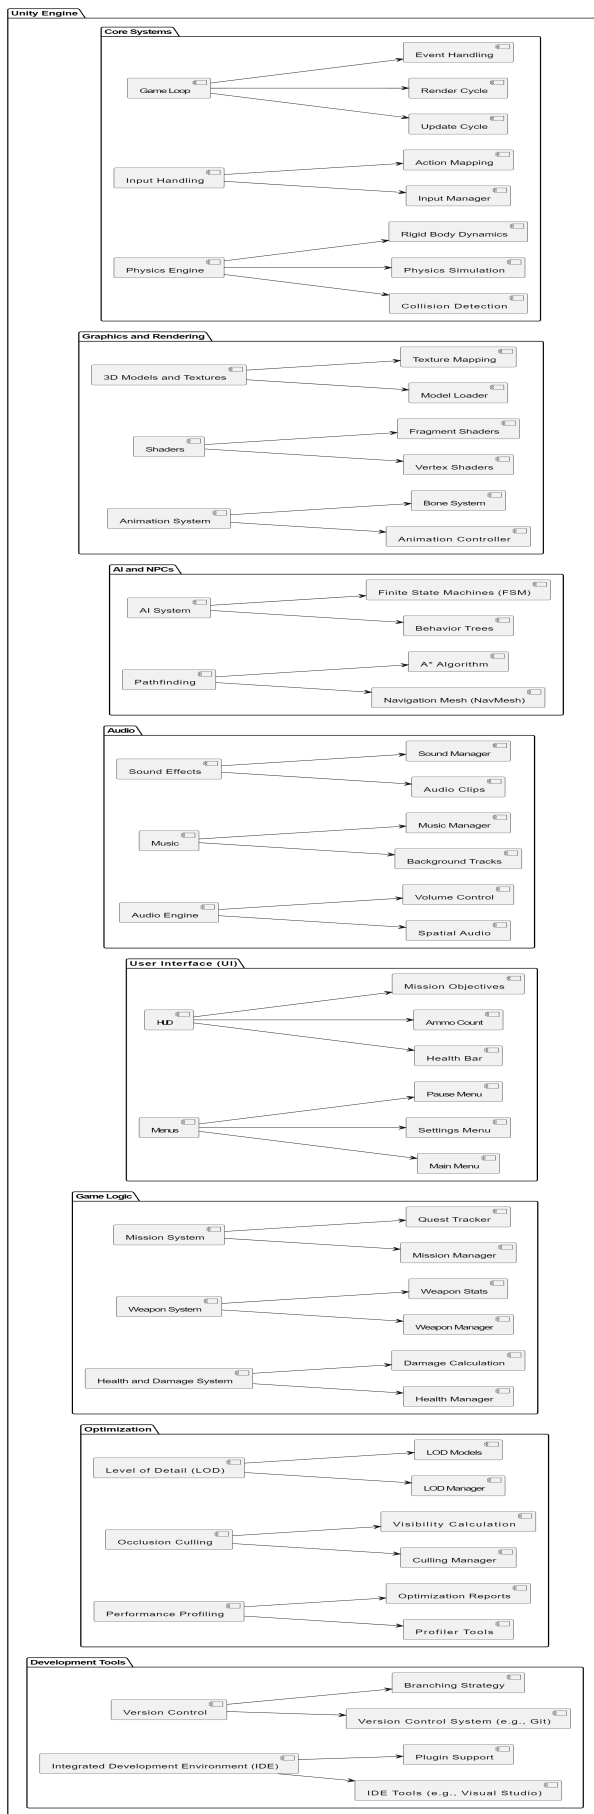 Unity Engine
Core Systems
Event Handling
Game Loop
Render Cycle
Update Cycle
Action Mapping
Input Handling
Input Manager
Rigid Body Dynamics
Physics Engine
Physics Simulation
Collision Detection
Graphics and Rendering
Texture Mapping
3D Models and Textures
Model Loader
Fragment Shaders
Shaders
Vertex Shaders
Bone System
Animation System
Animation Controller
AI and NPCs
Finite State Machines (FSM)
AI System
Behavior Trees
A* Algorithm
Pathfinding
Navigation Mesh (NavMesh)
Audio
Sound Manager
Sound Effects
Audio Clips
Music Manager
Music
Background Tracks
Volume Control
Audio Engine
Spatial Audio
User Interface (UI)
Mission Objectives
HUD
Ammo Count
Health Bar
Pause Menu
Menus
Settings Menu
Main Menu
Game Logic
Quest Tracker
Mission System
Mission Manager
Weapon Stats
Weapon System
Weapon Manager
Damage Calculation
Health and Damage System
Health Manager
Optimization
LOD Models
Level of Detail (LOD)
LOD Manager
Visibility Calculation
Occlusion Culling
Culling Manager
Optimization Reports
Performance Profiling
Profiler Tools
Development Tools
Branching Strategy
Version Control
Version Control System (e.g., Git)
Plugin Support
Integrated Development Environment (IDE)
IDE Tools (e.g., Visual Studio)